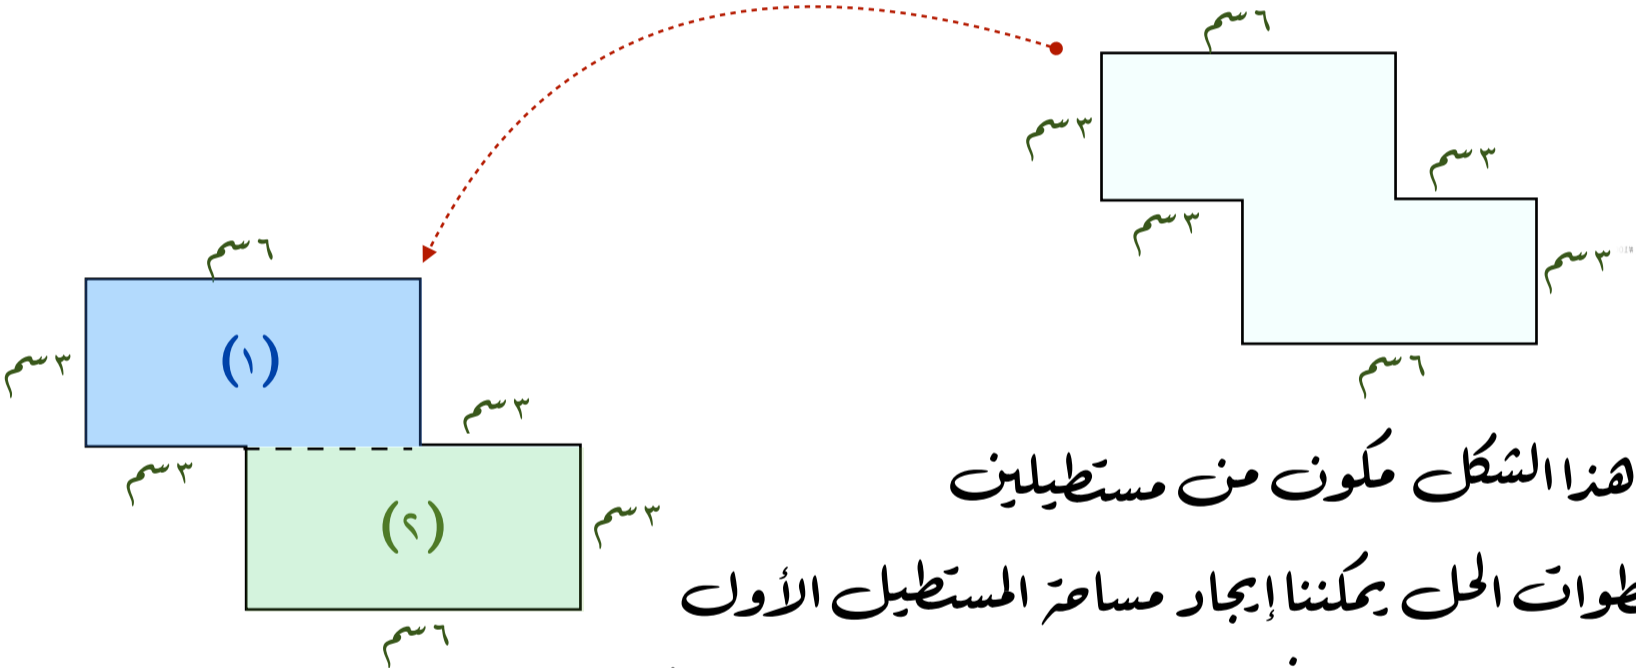 ٦ سم
٣ سم
٣ سم
٣ سم
٣ سم
٦ سم
٦ سم
(١)
٣ سم
٣ سم
٣ سم
(٢)
٣ سم
٦ سم
هذا الشكل مكون من مستطيلين
الحل يمكننا إيجاد مساحة المستطيل الأول